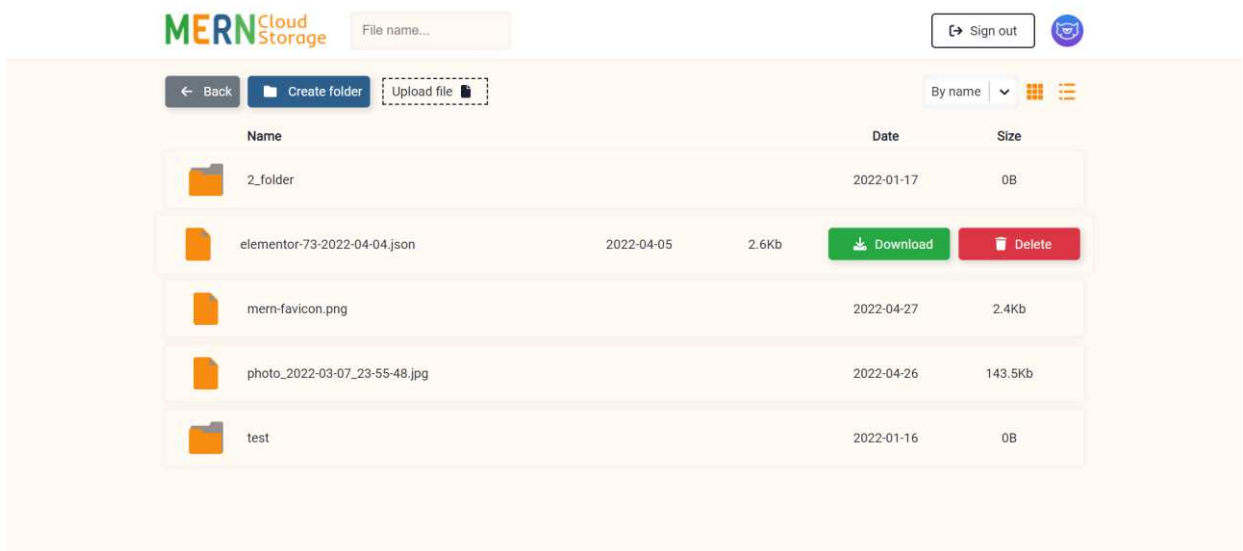 MERN Cloud Storage File name... Sign out
Back Create folder Upload file By name
Name Date Size
2_folder 2022-01-17 0B
elementor-73-2022-04-04.json 2022-04-05 2.6Kb Download Delete
mern-favicon.png 2022-04-27 2.4Kb
photo_2022-03-07_23-55-48.jpg 2022-04-26 143.5Kb
test 2022-01-16 0B